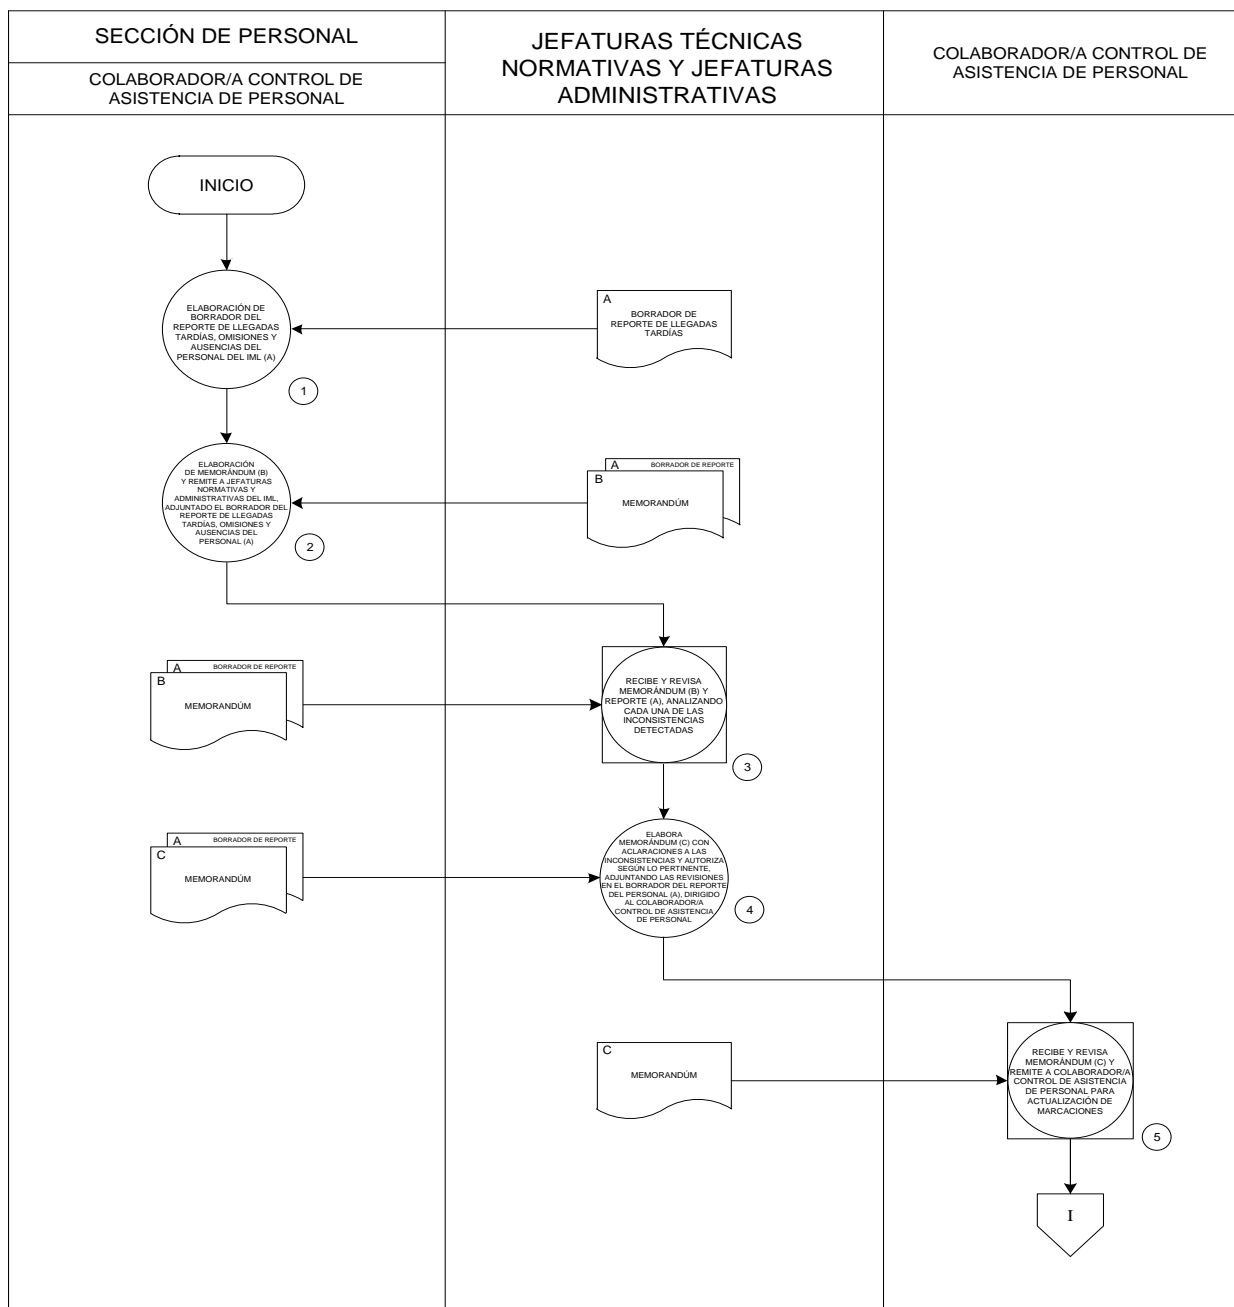 SECCIÓN DE PERSONAL
COLABORADOR/A CONTROL DE
ASISTENCIA DE PERSONAL
JEFATURAS TÉCNICAS
NORMATIVAS Y JEFATURAS
ADMINISTRATIVAS
COLABORADOR/A CONTROL DE
ASISTENCIA DE PERSONAL
INICIO
ELABORACIÓN DE
BORRADOR DEL
REPORTE DE LLEGADAS
TARDÍAS, OMISIONES Y
AUSENCIAS DEL
PERSONAL DEL IML (A)
1
A
BORRADOR DE
REPORTE DE LLEGADAS
TARDÍAS
ELABORACIÓN
DE MEMORÁNDUM (B)
Y REMITE A JEFATURAS
NORMATIVAS Y
ADMINISTRATIVAS DEL IML,
ADJUNTADO EL BORRADOR DEL
REPORTE DE LLEGADAS
TARDÍAS, OMISIONES Y
AUSENCIAS DEL
PERSONAL (A)
2
A BORRADOR DE REPORTE
B
MEMORANDÚM
A BORRADOR DE REPORTE
B
MEMORANDÚM
RECIBE Y REVISA
MEMORÁNDUM (B) Y
REPORTE (A), ANALIZANDO
CADA UNA DE LAS
INCONSISTENCIAS
DETECTADAS
3
A BORRADOR DE REPORTE
C
MEMORANDÚM
ELABORA
MEMORÁNDUM (C) CON
ACLARACIONES A LAS
INCONSISTENCIAS Y AUTORIZA
SEGÚN LO PERTINENTE,
ADJUNTANDO LAS REVISIONES
EN EL BORRADOR DEL REPORTE
DEL PERSONAL (A), DIRIGIDO
AL COLABORADOR/A
CONTROL DE ASISTENCIA
DE PERSONAL
4
C
MEMORANDÚM
RECIBE Y REVISA
MEMORÁNDUM (C) Y
REMITE A COLABORADOR/A
CONTROL DE ASISTENCIA
DE PERSONAL PARA
ACTUALIZACIÓN DE
MARCACIONES
5
I